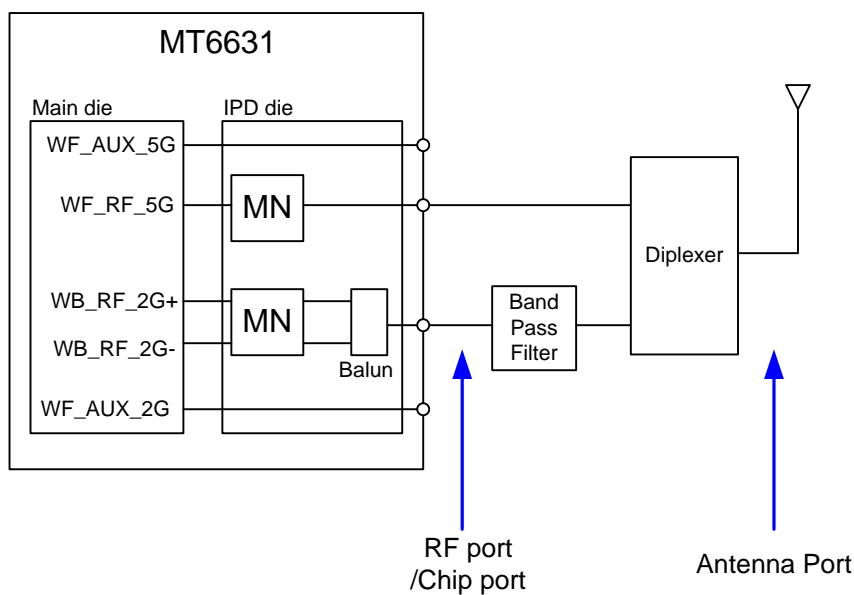 MT6631
Main die
IPD die
WF_AUX_5G
WF_RF_5G
MN
WB_RF_2G+
WB_RF_2G-
MN
Balun
WF_AUX_2G
Band
Pass
Filter
Diplexer
RF port
/Chip port
Antenna Port